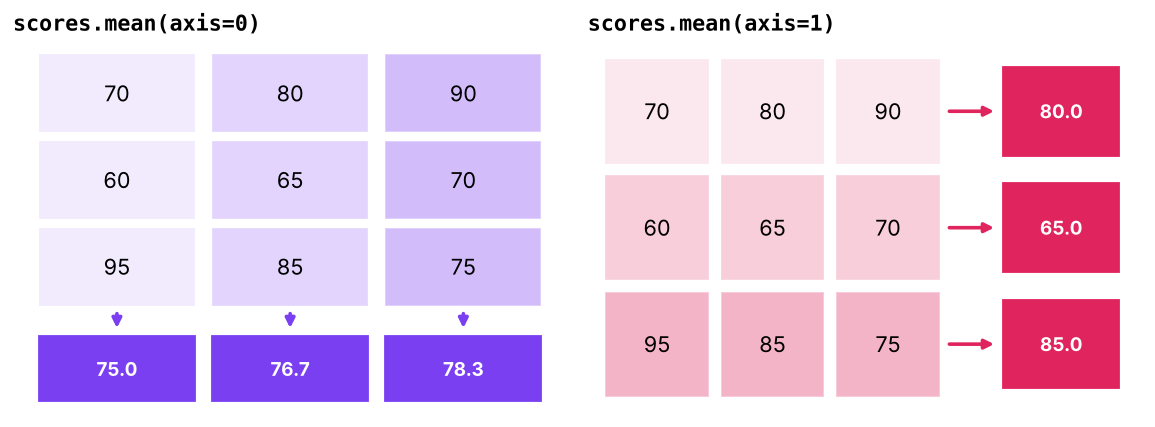 scores.mean(axis=0)
70 80 90
60 65 70
95 85 75
75.0 76.7 78.3
scores.mean(axis=1)
70 80 90 80.0
60 65 70 65.0
95 85 75 85.0